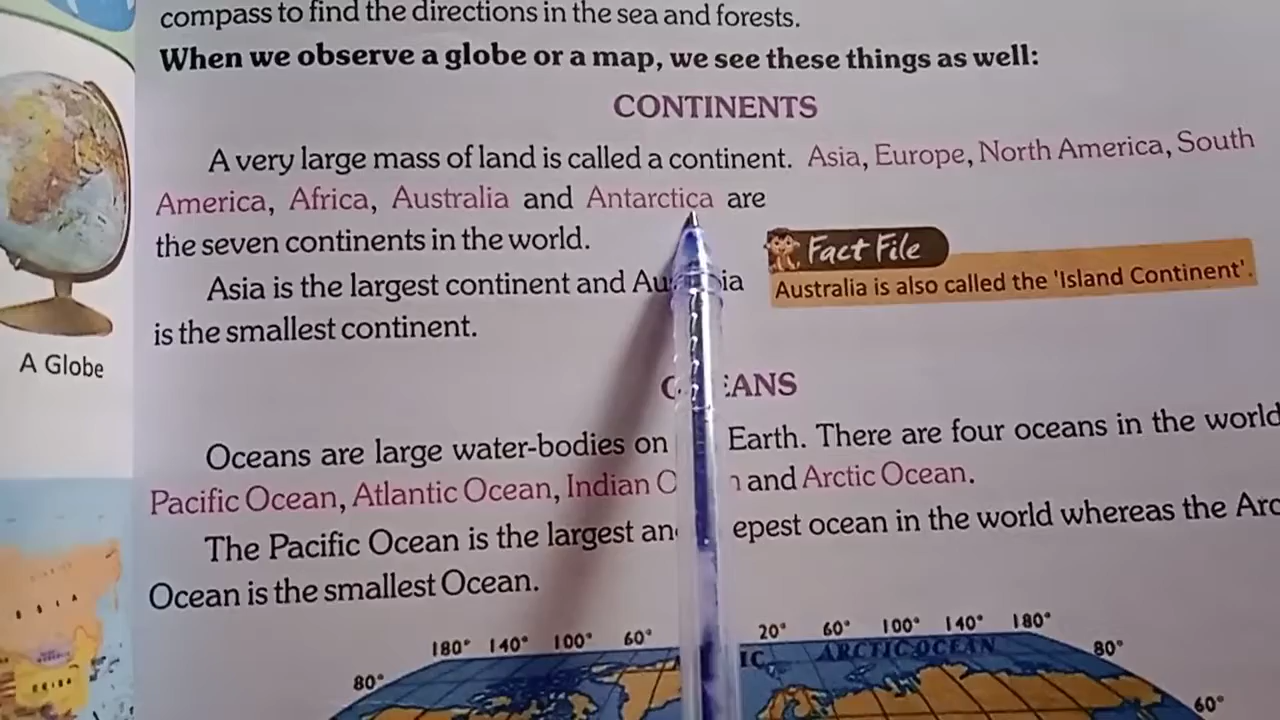 compass to find the directions in the sea and forests.
When we observe a globe or a map, we see these things as well:
CONTINENTS
A very large mass of land is called a continent. Asia, Europe, North America, South
America, Africa, Australia and Antarctica are
the seven continents in the world.
Fact File
Australia is also called the 'Island Continent'.
Asia is the largest continent and
is the smallest continent.
A Globe
Oceans are large water-bodies on Earth. There are four oceans in the world
Pacific Ocean, Atlantic Ocean, Indian and Arctic Ocean.
The Pacific Ocean is the largest ocean in the world whereas the
Ocean is the smallest Ocean.
180° 140° 100° 60° 20° 60° 100° 140° 180°
ARCTIC OCEAN
80° 80°
60°